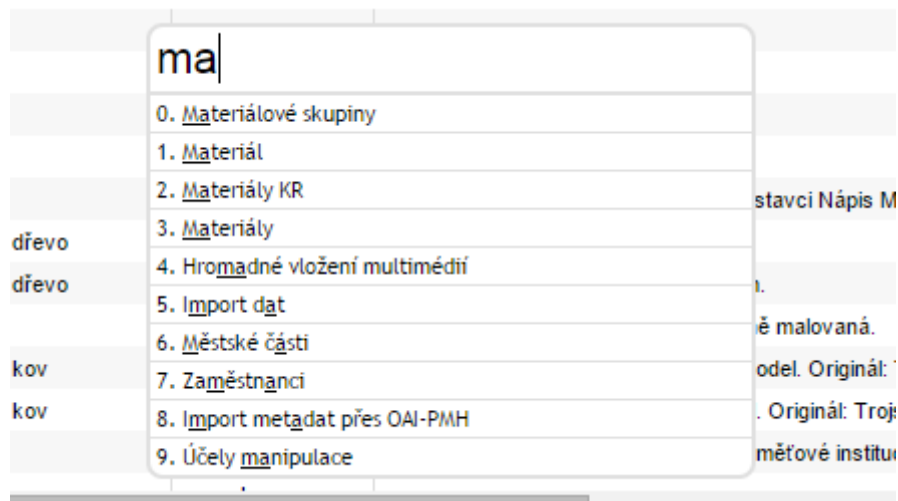 ma
0. Materiálové skupiny
1. Materiál
2. Materiály KR
stavci Nápis M
3. Materiály
dřevo
4. Hromadné vložení multimédií
dřevo
5. Import dat
ě malovaná.
6. Městské části
kov
odel. Originál:
7. Zaměstnanci
kov
. Originál: Trojs
8. Import metadat přes OAI-PMH
9. Účely manipulace
měťové instituc